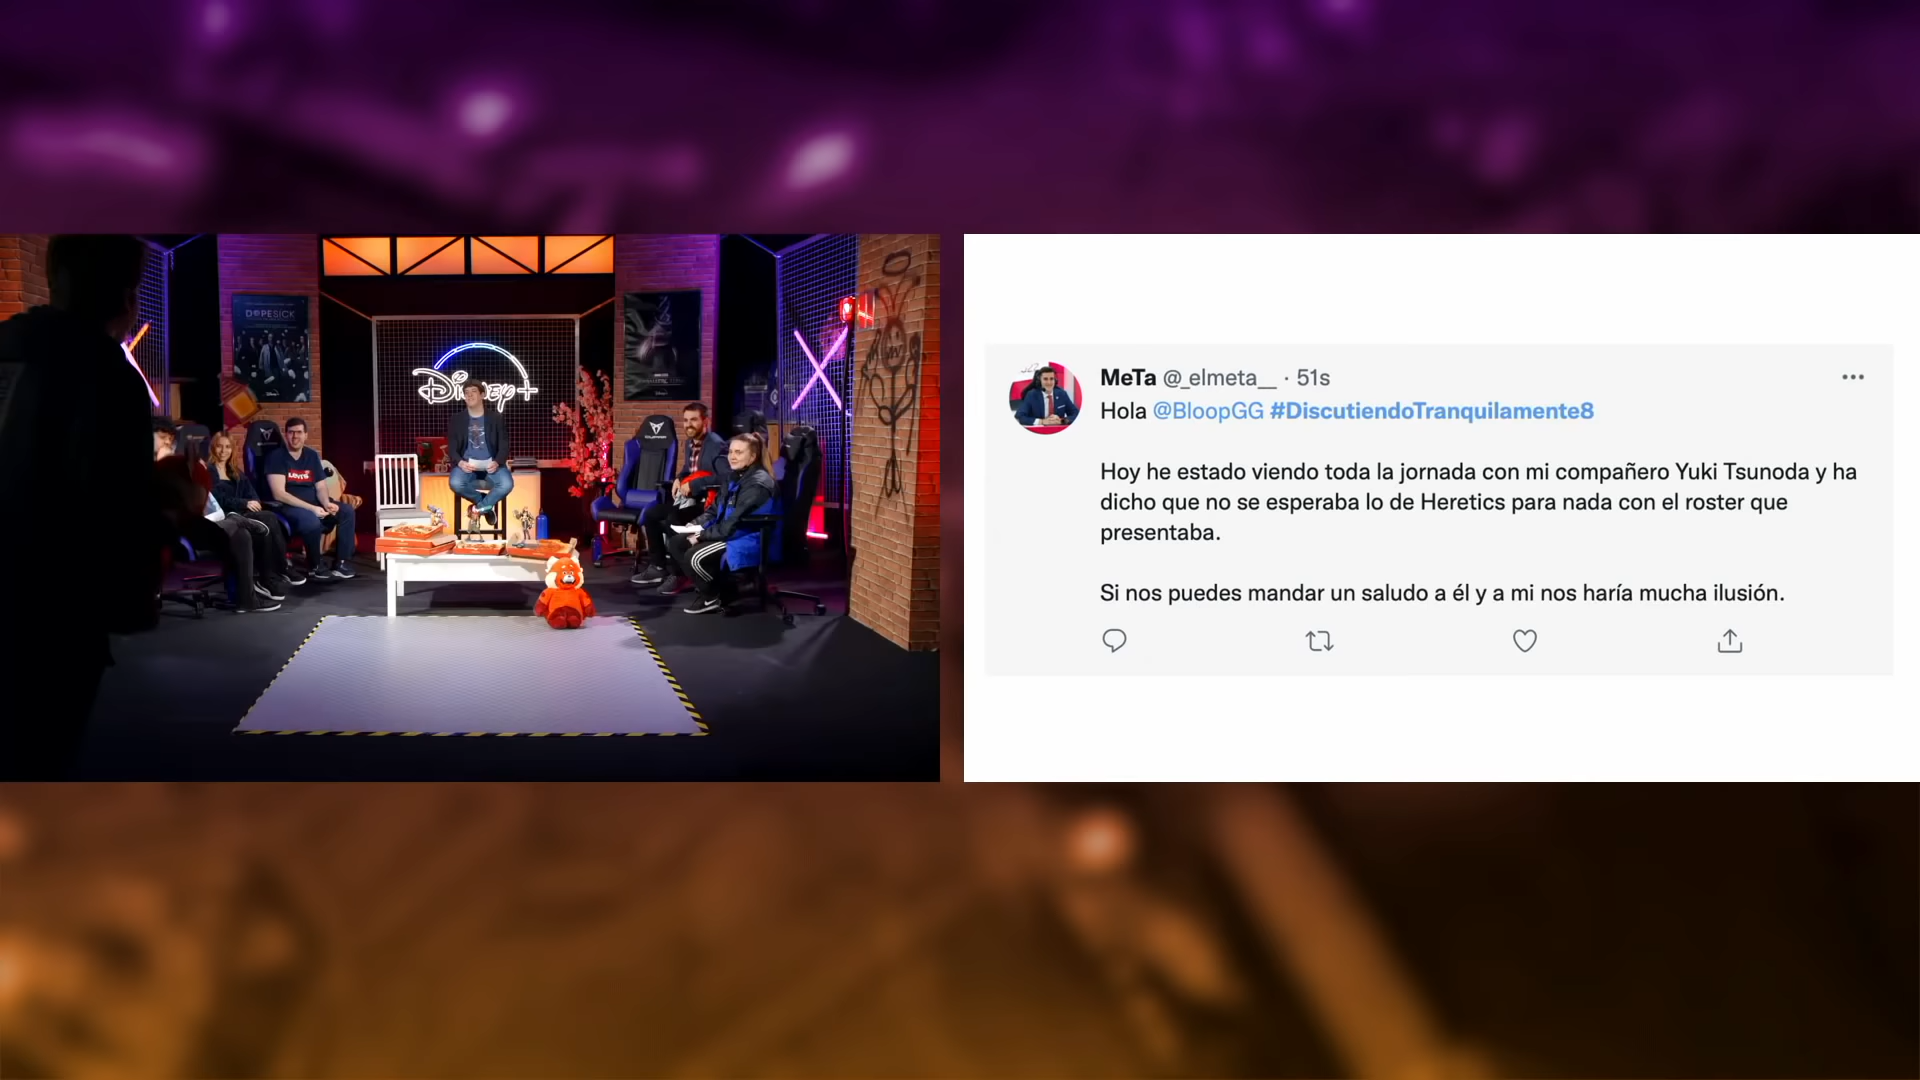 DOPESICK
Disney+
LEVI'S
MeTa @_elmeta__ · 51s
Hola @BloopGG #DiscutiendoTranquilamente8
Hoy he estado viendo toda la jornada con mi compañero Yuki Tsunoda y ha
dicho que no se esperaba lo de Heretics para nada con el roster que
presentaba.
Si nos puedes mandar un saludo a él y a mi nos haría mucha ilusión.